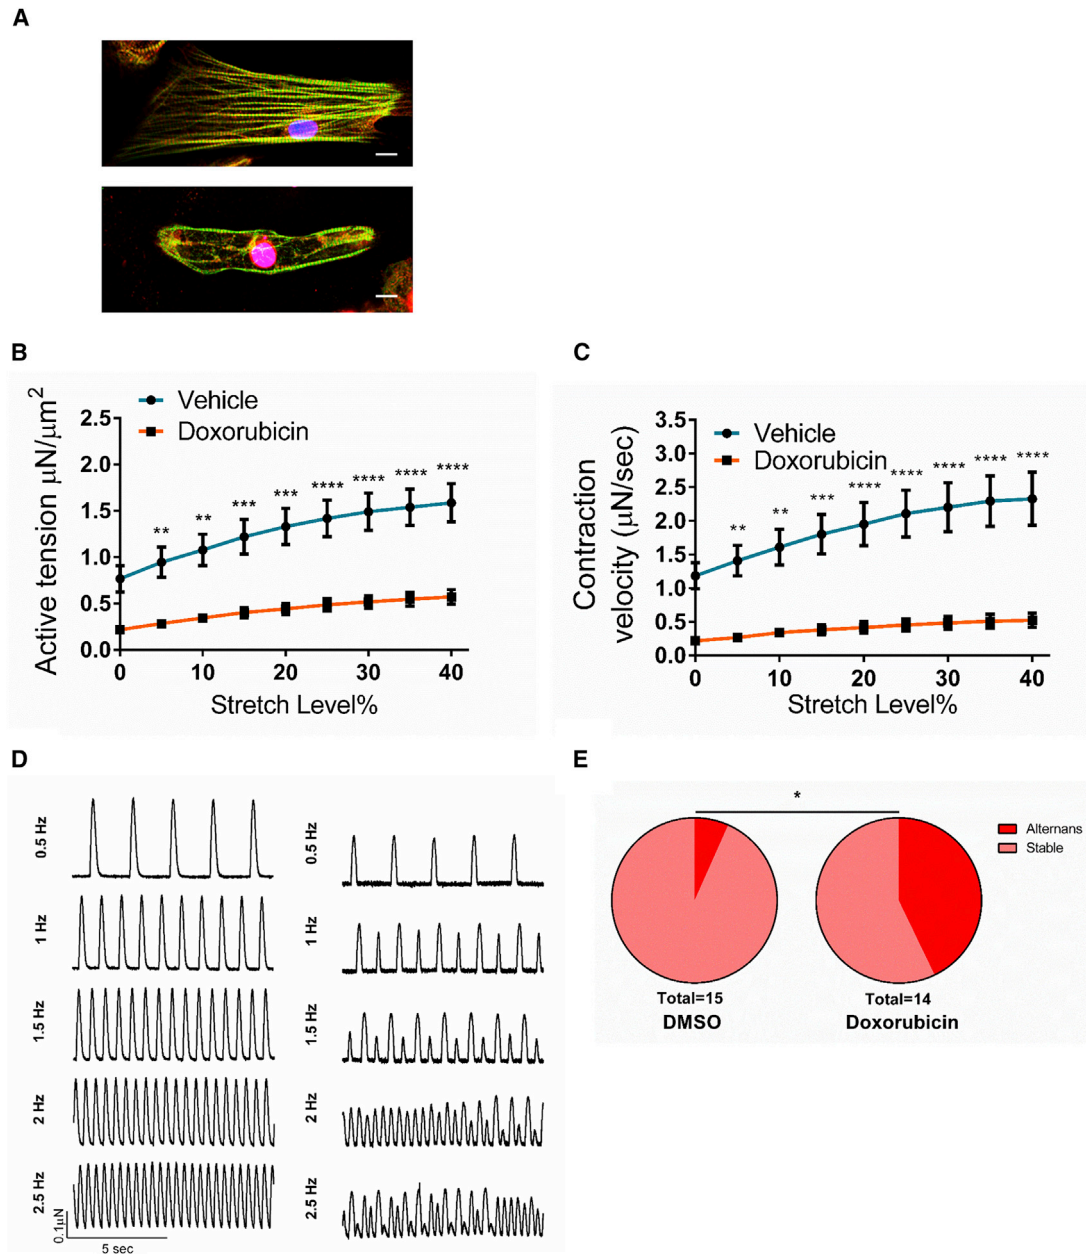 A
B
C
Active tension µN/µm2
2.5
2.0
1.5
1.0
0.5
0.0
Vehicle
Doxorubicin
**
**
***
***
****
****
****
****
0
10
20
30
40
Stretch Level%
Contraction
velocity (µN/sec)
3.5
3.0
2.5
2.0
1.5
1.0
0.5
0.0
Vehicle
Doxorubicin
**
**
***
****
****
****
****
****
0
10
20
30
40
Stretch Level%
D
E
0.5 Hz
1 Hz
1.5 Hz
2 Hz
2.5 Hz
0.1µN
5 sec
0.5 Hz
1 Hz
1.5 Hz
2 Hz
2.5 Hz
*
Alternans
Stable
Total=15
DMSO
Total=14
Doxorubicin